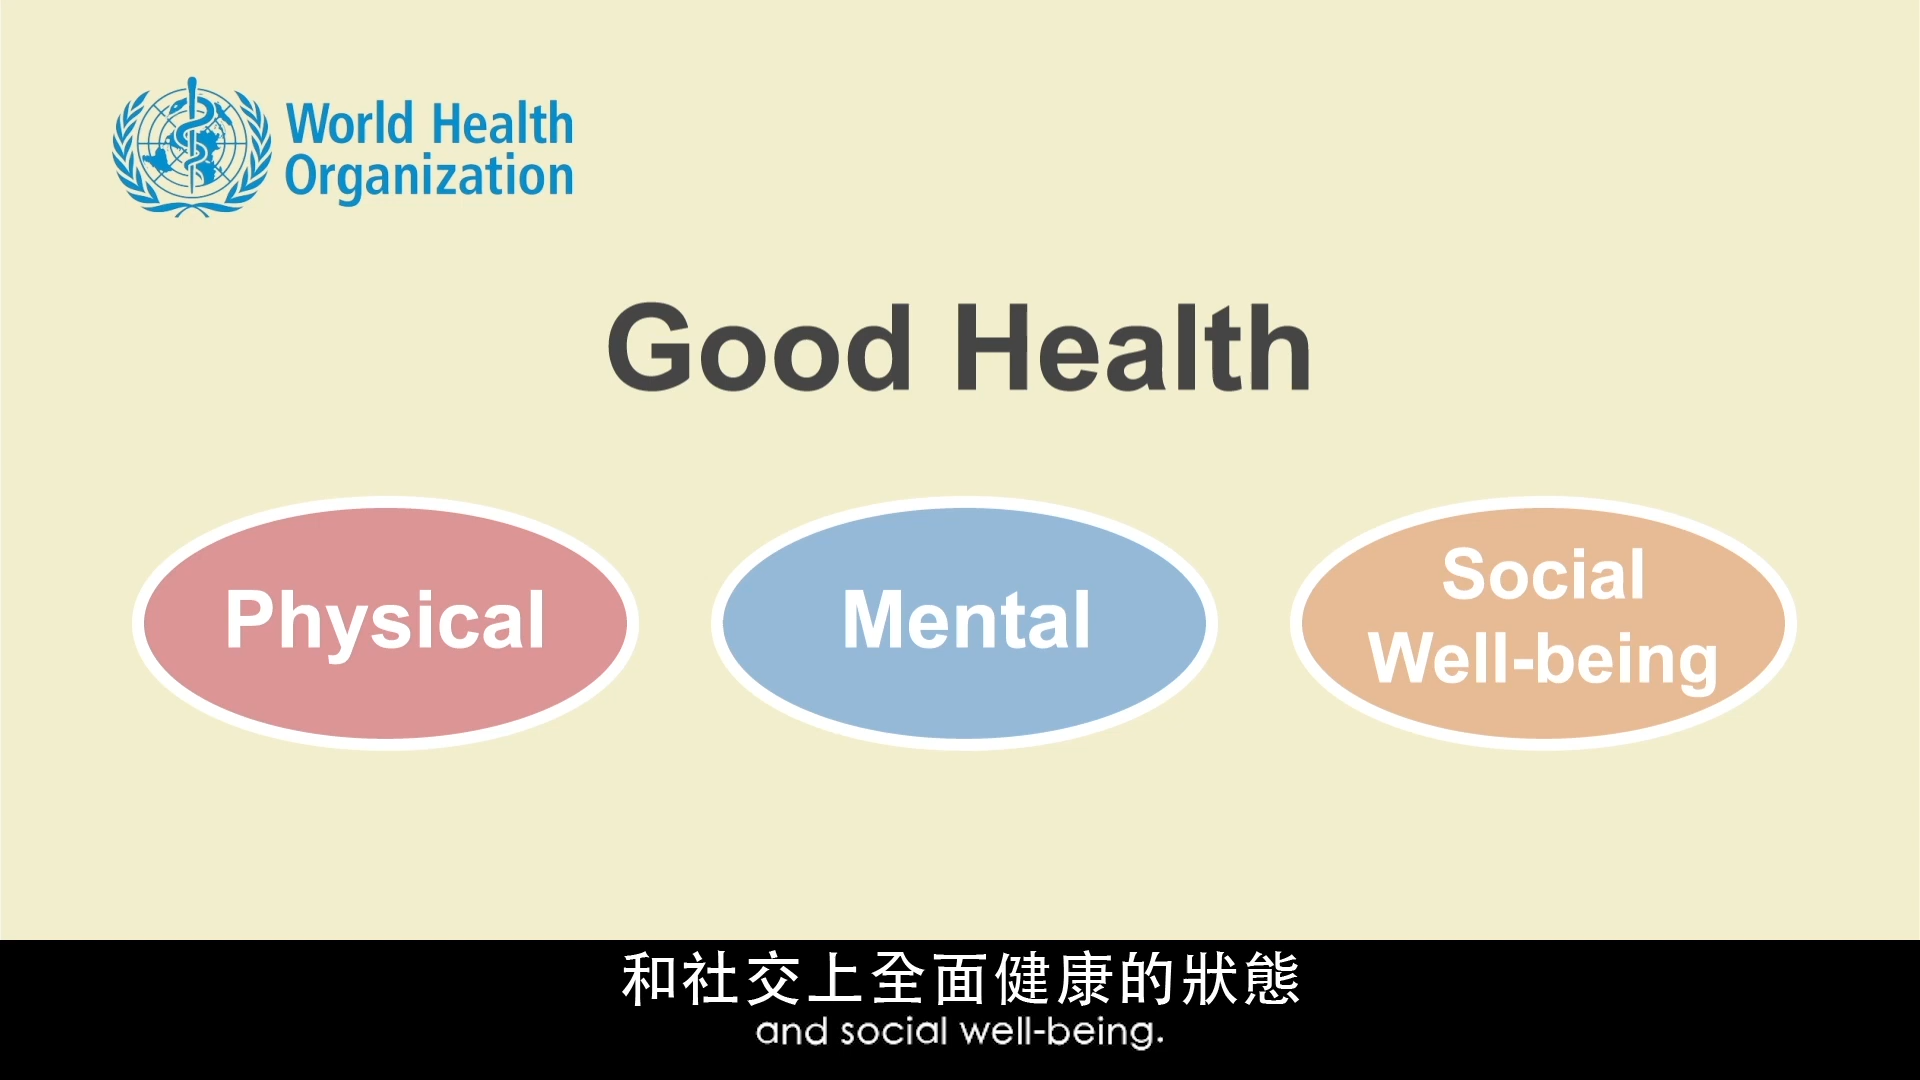 World Health
Organization
Good Health
Physical
Mental
Social
Well-being
和社交上全面健康的狀態
and social well-being.